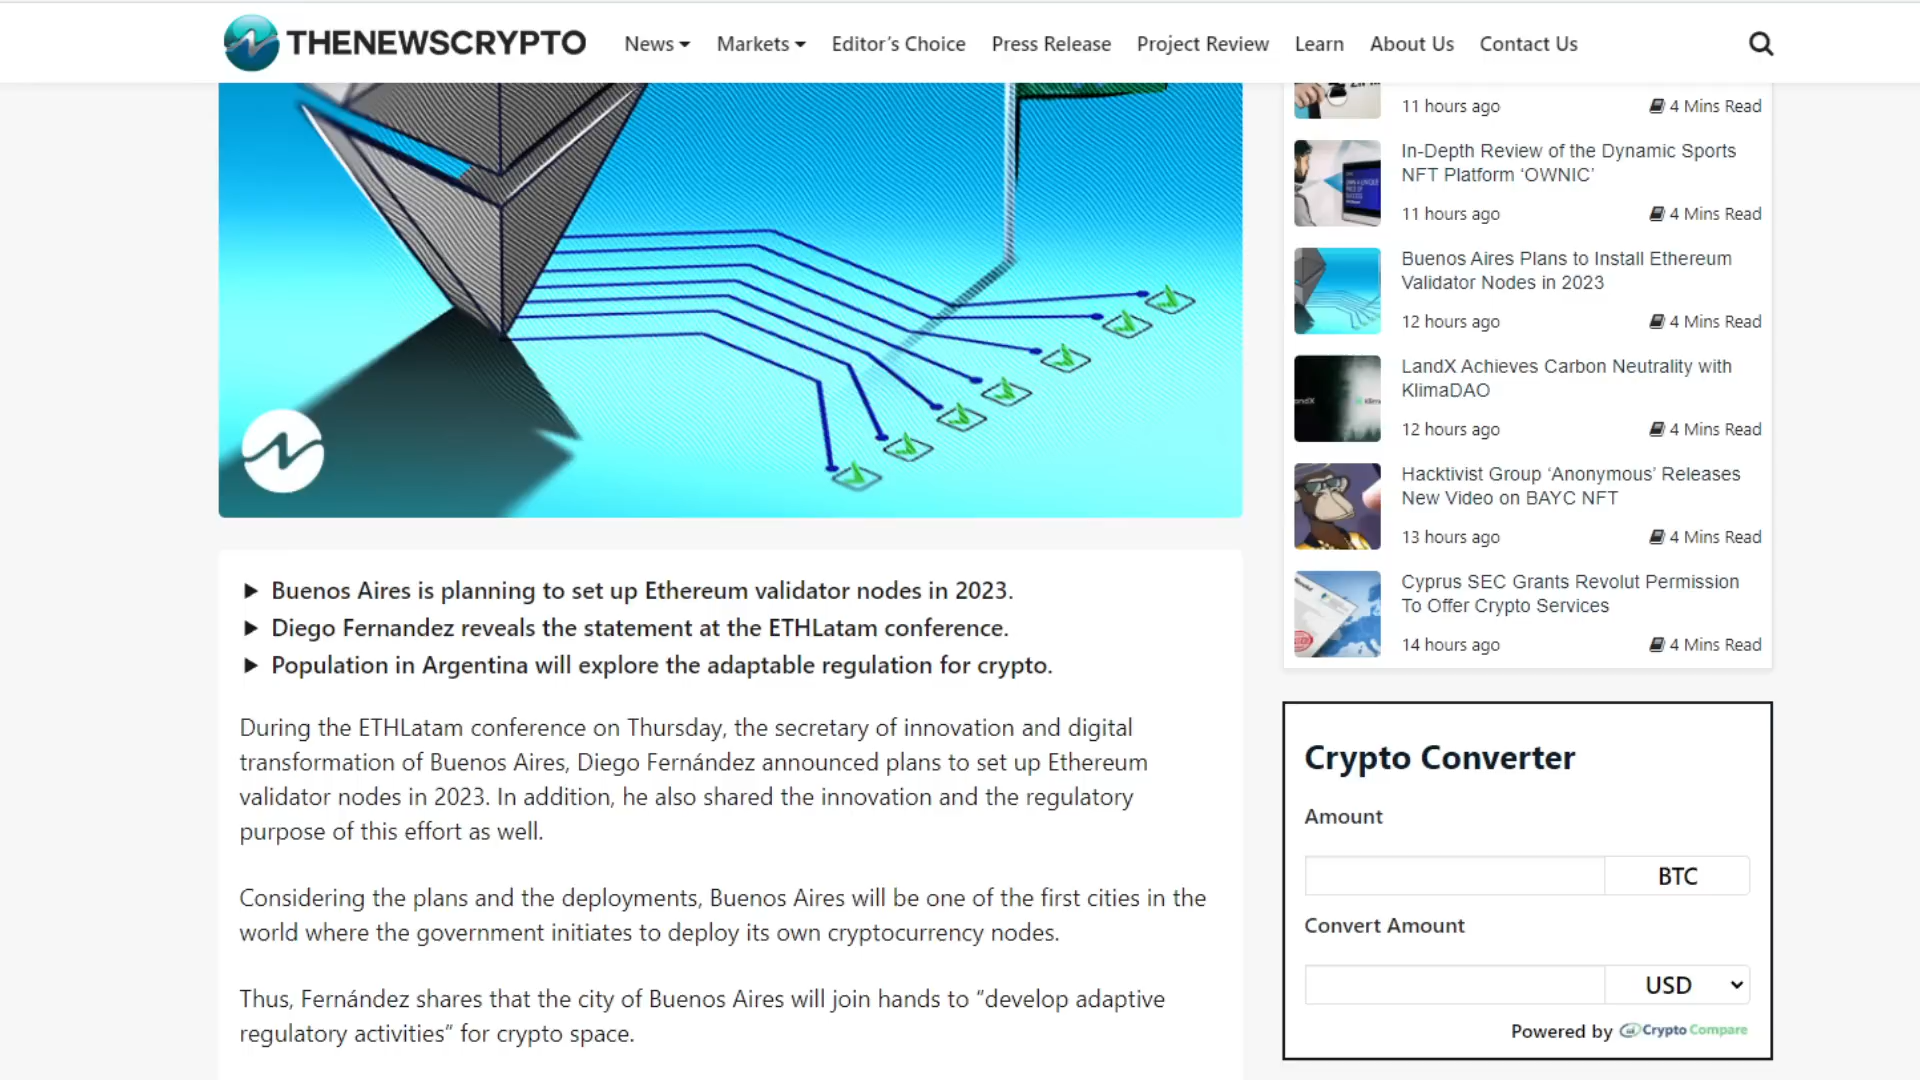 THENEWSCRYPTO
News Markets Editor’s Choice Press Release Project Review Learn About Us Contact Us
Buenos Aires is planning to set up Ethereum validator nodes in 2023.
Diego Fernandez reveals the statement at the ETHLatam conference.
Population in Argentina will explore the adaptable regulation for crypto.
During the ETHLatam conference on Thursday, the secretary of innovation and digital
transformation of Buenos Aires, Diego Fernández announced plans to set up Ethereum
validator nodes in 2023. In addition, he also shared the innovation and the regulatory
purpose of this effort as well.
Considering the plans and the deployments, Buenos Aires will be one of the first cities in the
world where the government initiates to deploy its own cryptocurrency nodes.
Thus, Fernández shares that the city of Buenos Aires will join hands to “develop adaptive
regulatory activities” for crypto space.
11 hours ago 4 Mins Read
In-Depth Review of the Dynamic Sports
NFT Platform ‘OWNIC’
11 hours ago 4 Mins Read
Buenos Aires Plans to Install Ethereum
Validator Nodes in 2023
12 hours ago 4 Mins Read
LandX Achieves Carbon Neutrality with
KlimaDAO
12 hours ago 4 Mins Read
Hacktivist Group ‘Anonymous’ Releases
New Video on BAYC NFT
13 hours ago 4 Mins Read
Cyprus SEC Grants Revolut Permission
To Offer Crypto Services
14 hours ago 4 Mins Read
Crypto Converter
Amount
BTC
Convert Amount
USD
Powered by CryptoCompare